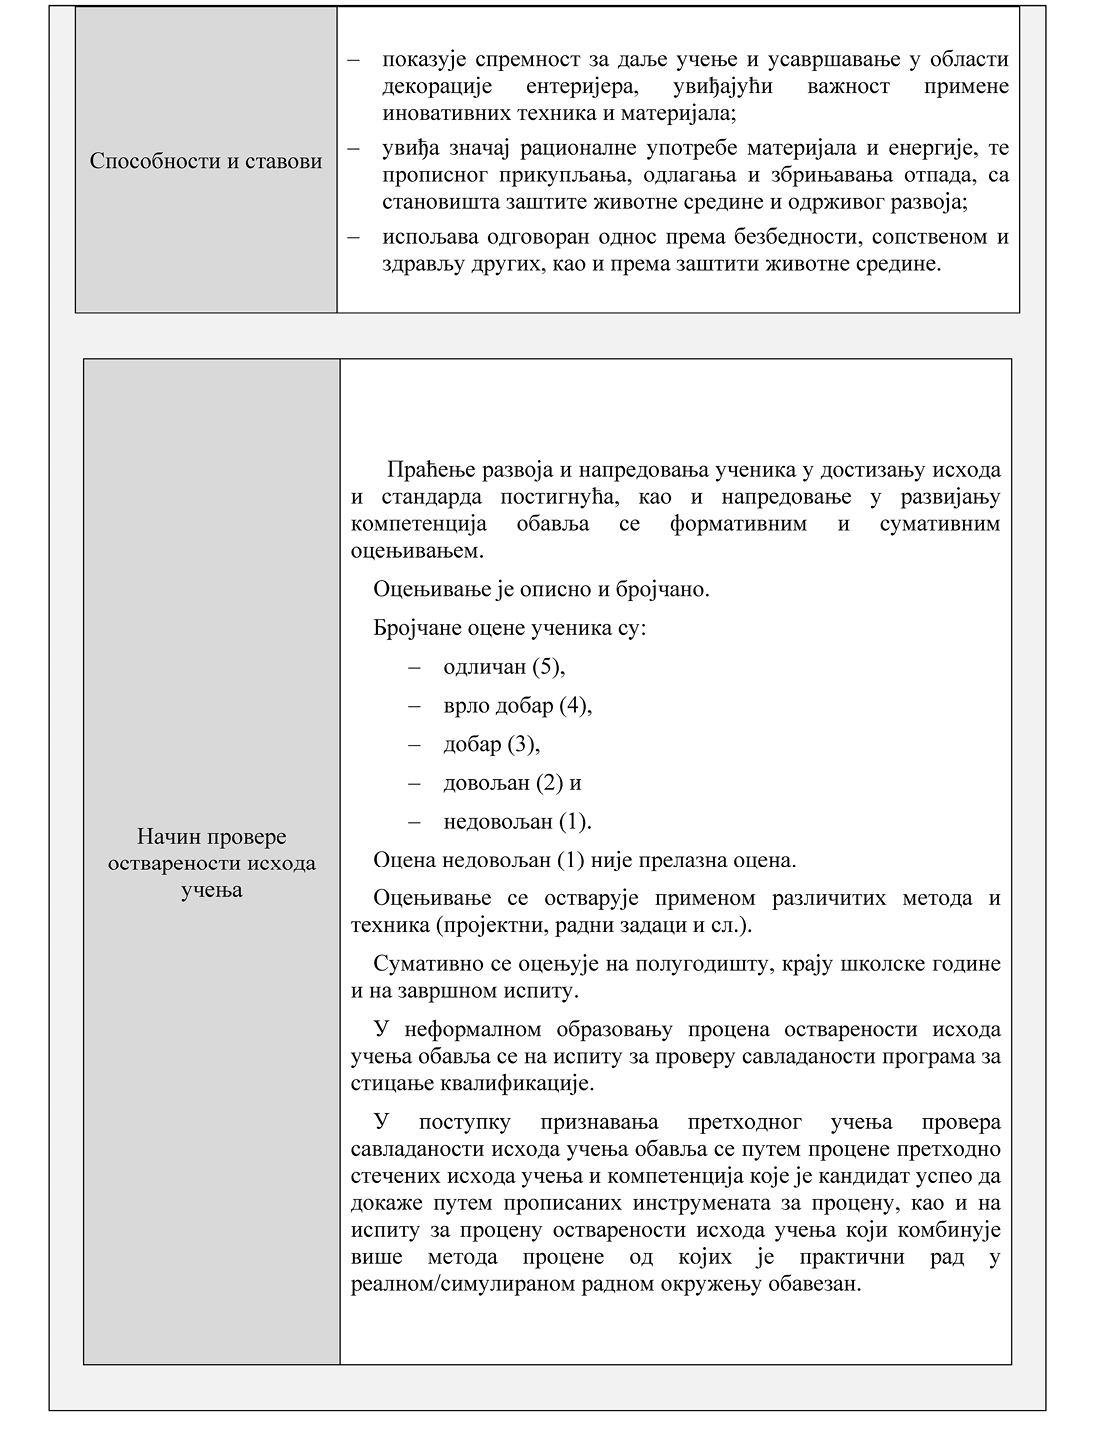 Способности и ставови
– показује спремност за даље учење и усавршавање у области
декорације ентеријера, увиђајући важност примене
иновативних техника и материјала;
– увиђа значај рационалне употребе материјала и енергије, те
прописног прикупљања, одлагања и збрињавања отпада, са
становишта заштите животне средине и одрживог развоја;
– испољава одговоран однос према безбедности, сопственом и
здрављу других, као и према заштити животне средине.
Начин провере
остварености исхода
учења
Праћење развоја и напредовања ученика у достизању исхода
и стандарда постигнућа, као и напредовање у развијању
компетенција обавља се формативним и сумативним
оцењивањем.
Оцењивање је описно и бројчано.
Бројчане оцене ученика су:
– одличан (5),
– врло добар (4),
– добар (3),
– довољан (2) и
– недовољан (1).
Оцена недовољан (1) није прелазна оцена.
Оцењивање се остварује применом различитих метода и
техника (пројектни, радни задаци и сл.).
Сумативно се оцењује на полугодишту, крају школске године
и на завршном испиту.
У неформалном образовању процена остварености исхода
учења обавља се на испиту за проверу савладаности програма за
стицање квалификације.
У поступку признавања претходног учења провера
савладаности исхода учења обавља се путем процене претходно
стечених исхода учења и компетенција које је кандидат успео да
докаже путем прописаних инструмената за процену, као и на
испиту за процену остварености исхода учења који комбинује
више метода процене од којих је практични рад у
реалном/симулираном радном окружењу обавезан.